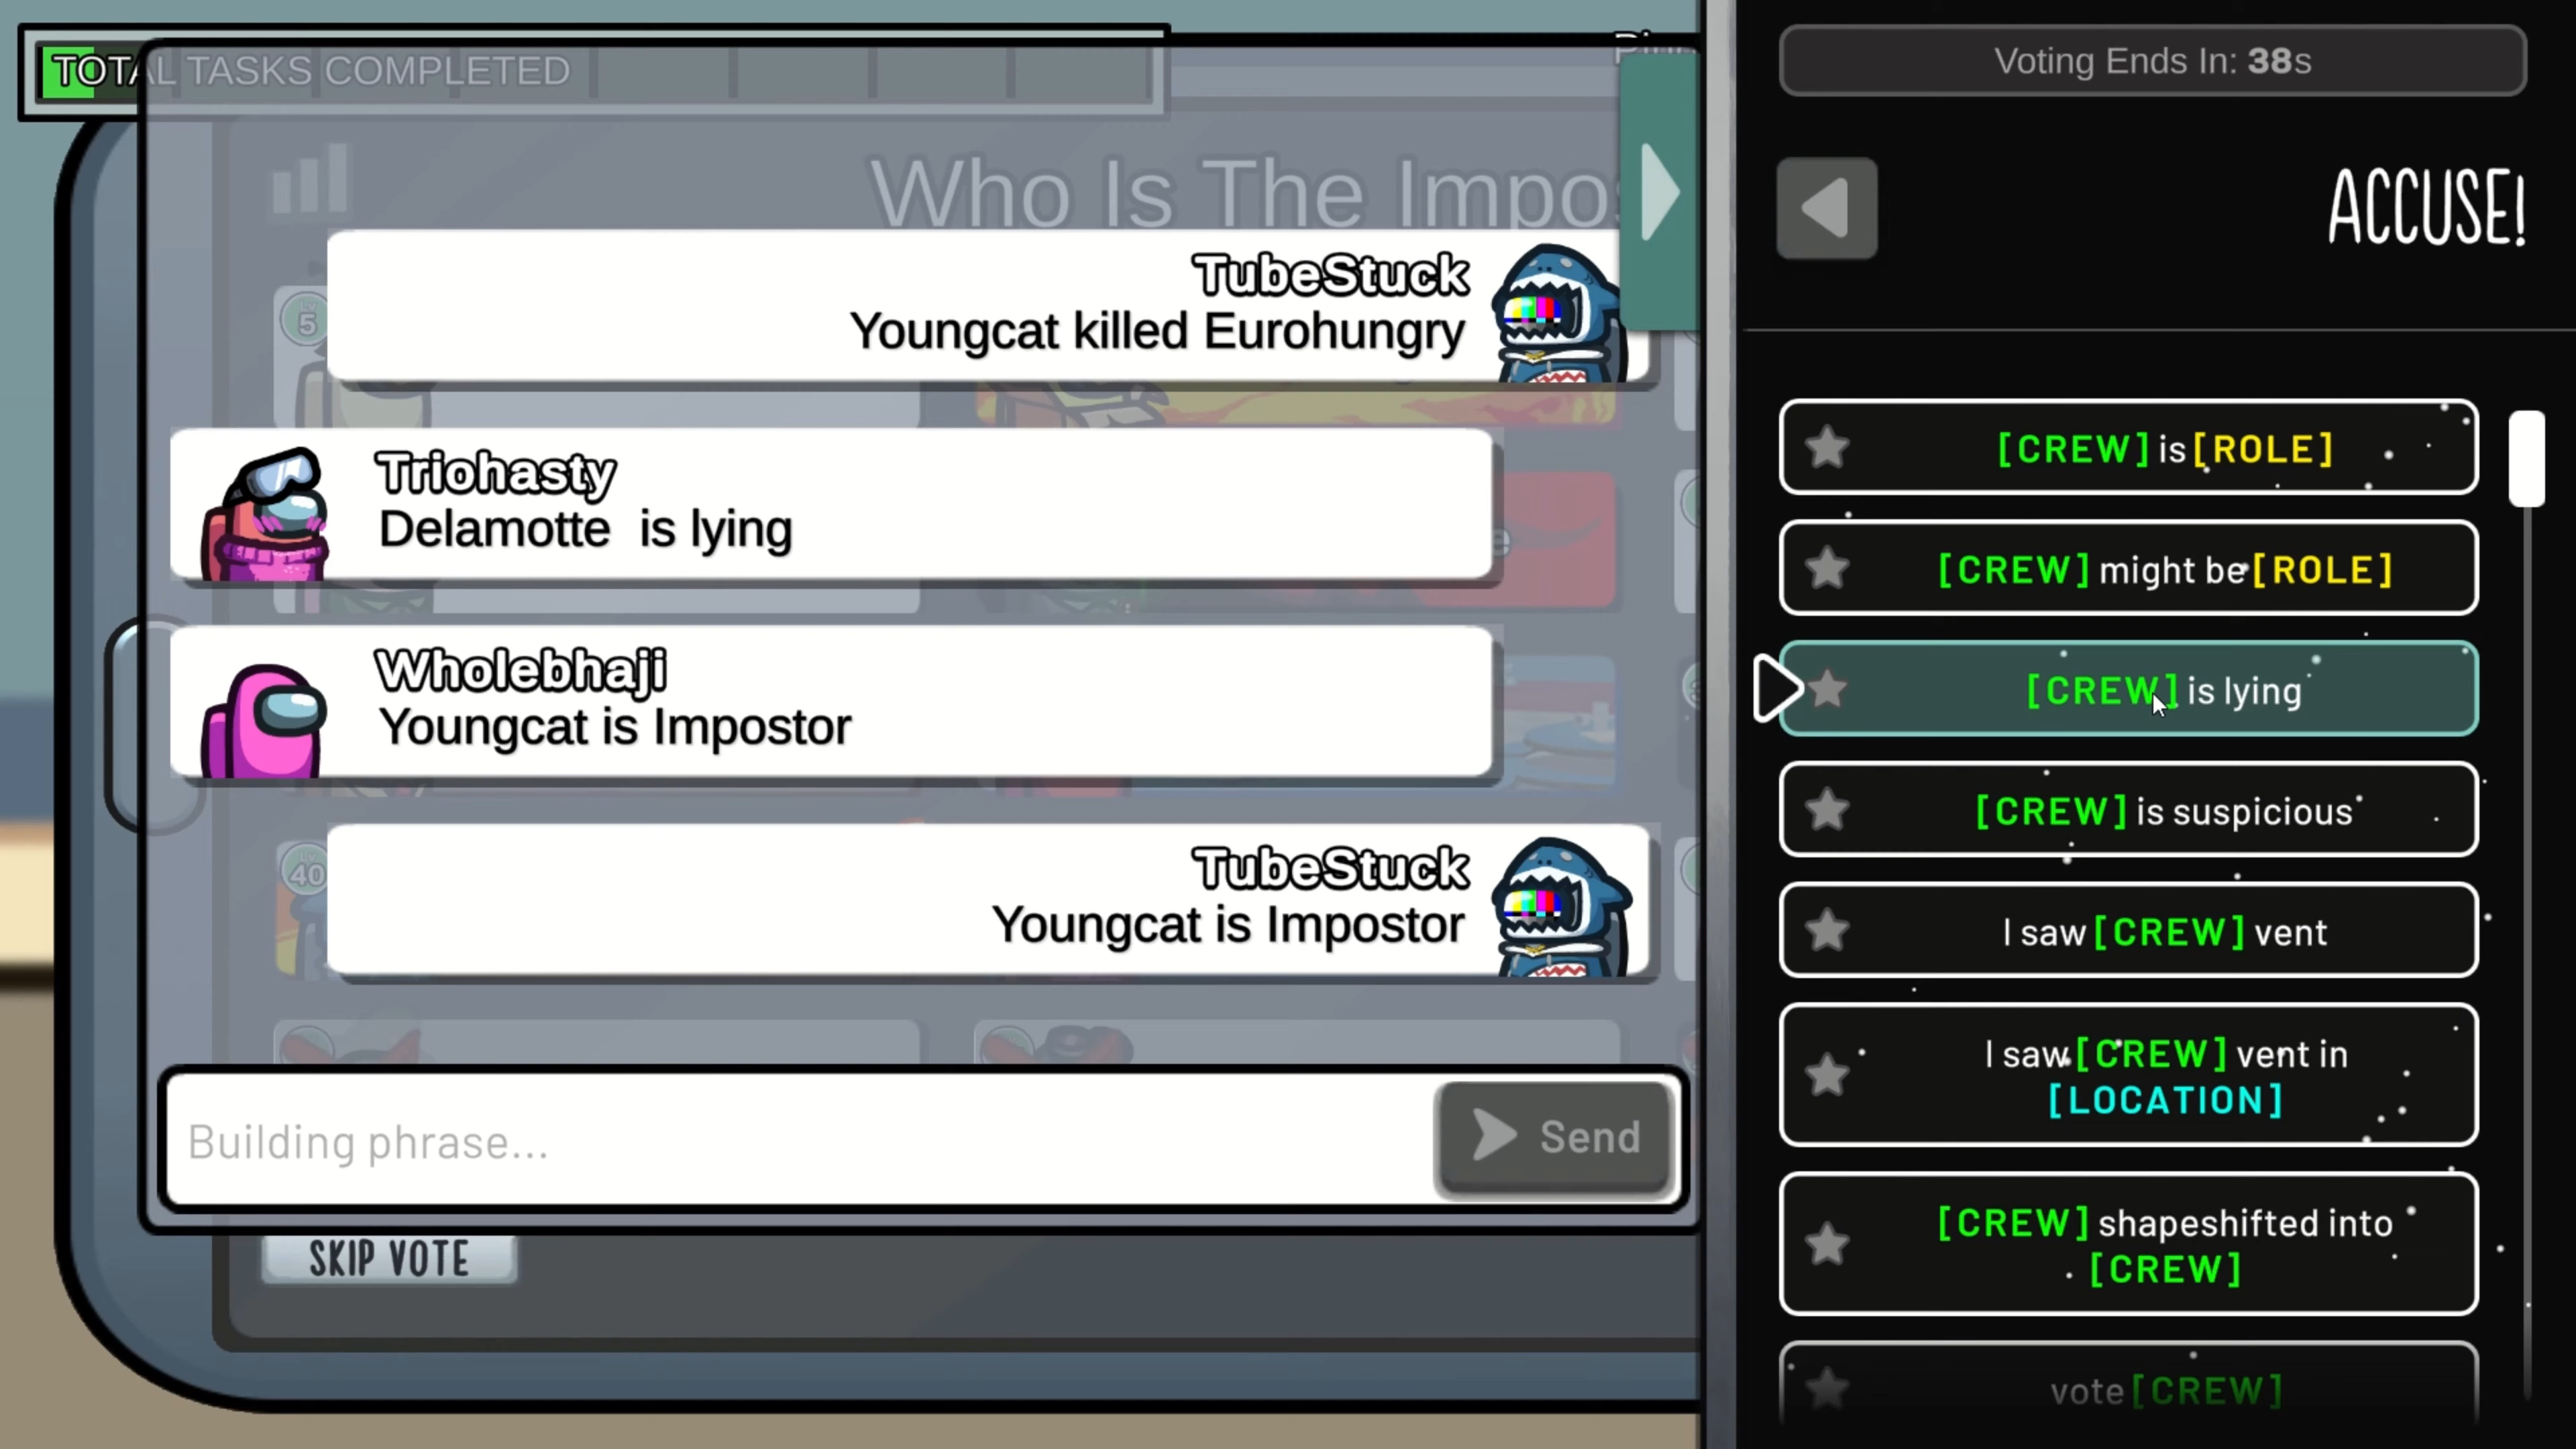 TOTAL TASKS COMPLETED
Who Is The Impos
5
TubeStuck
Youngcat killed Eurohungry
Triohasty
Delamotte is lying
Wholebhaji
Youngcat is Impostor
40
TubeStuck
Youngcat is Impostor
Building phrase...
Send
SKIP VOTE
Voting Ends In: 38s
ACCUSE!
[CREW] is [ROLE]
[CREW] might be [ROLE]
[CREW] is lying
[CREW] is suspicious
I saw [CREW] vent
I saw [CREW] vent in
[LOCATION]
[CREW] shapeshifted into
[CREW]
vote [CREW]